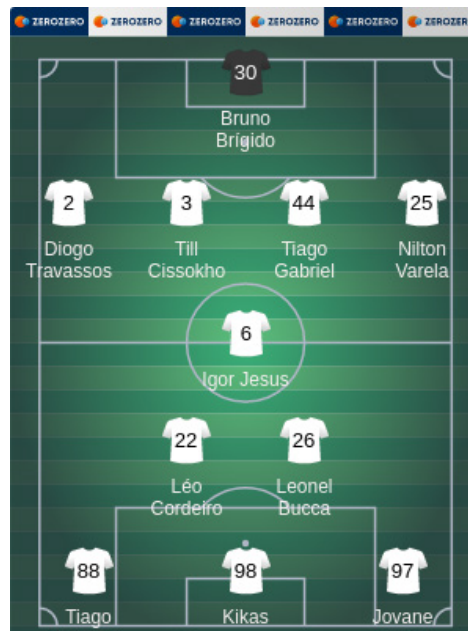 ZEROZERO ZEROZERO ZEROZERO ZEROZERO ZEROZERO ZEROZER
30
Bruno
Brígido
2 3 44 25
Diogo Till Tiago Nilton
Travassos Cissokho Gabriel Varela
6
Igor Jesus
22 26
Léo Leonel
Cordeiro Bucca
88 98 97
Tiago Kikas Jovane